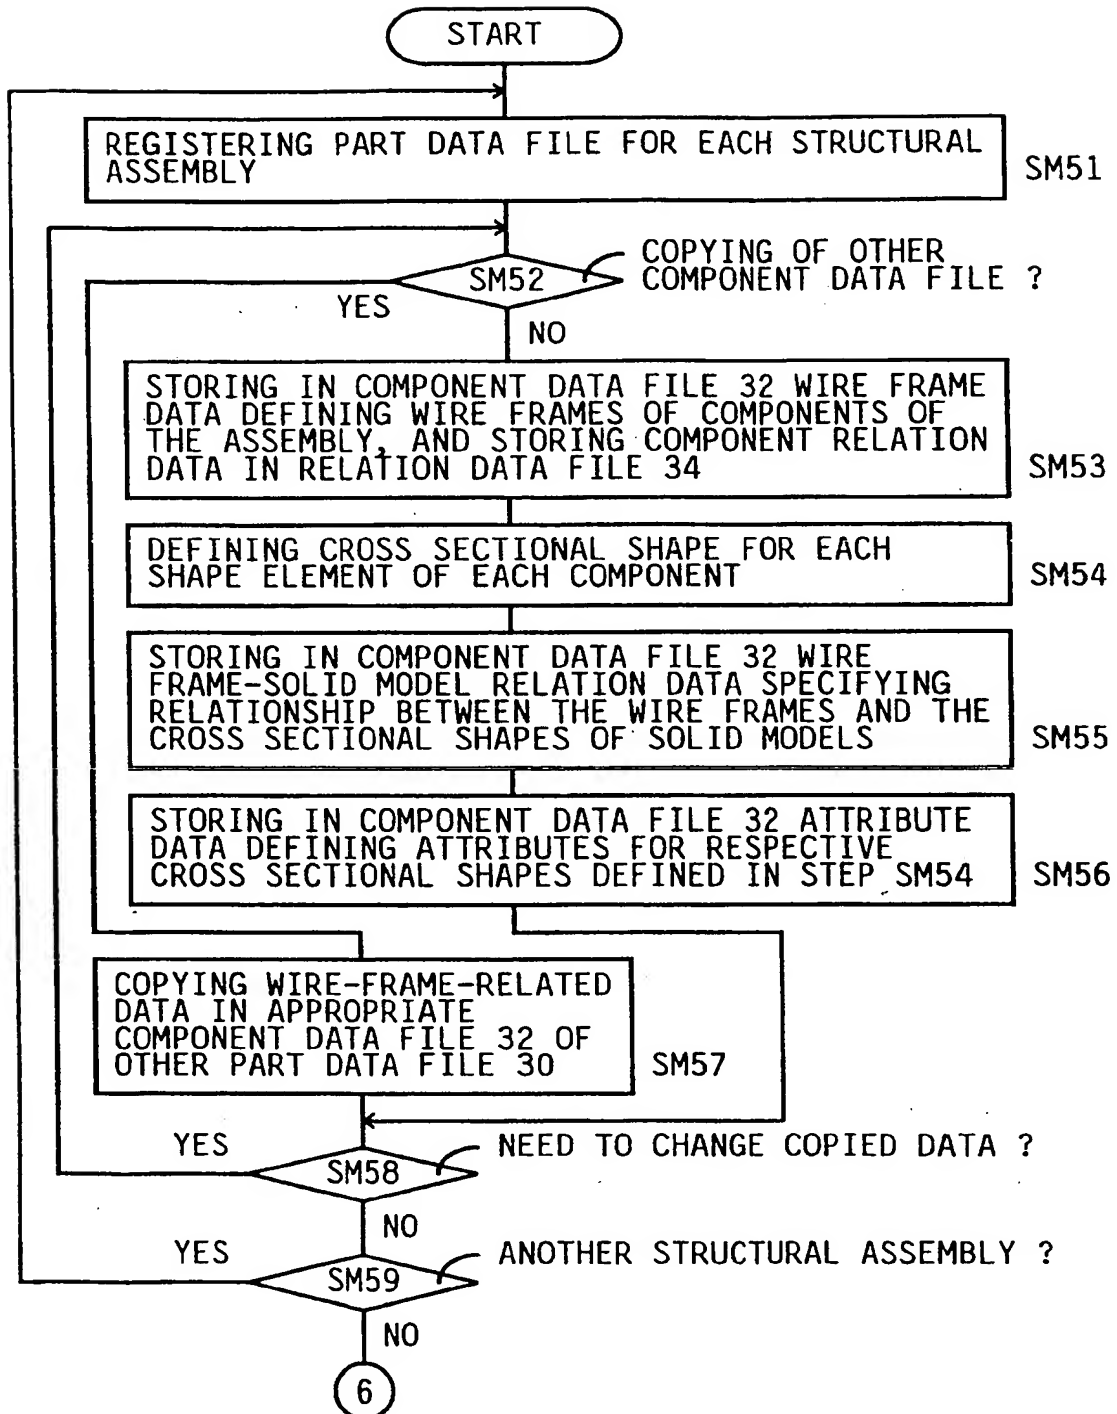 START
REGISTERING PART DATA FILE FOR EACH STRUCTURAL
ASSEMBLY
SM51
COPYING OF OTHER
COMPONENT DATA FILE ?
SM52
YES
NO
STORING IN COMPONENT DATA FILE 32 WIRE FRAME
DATA DEFINING WIRE FRAMES OF COMPONENTS OF
THE ASSEMBLY, AND STORING COMPONENT RELATION
DATA IN RELATION DATA FILE 34
SM53
DEFINING CROSS SECTIONAL SHAPE FOR EACH
SHAPE ELEMENT OF EACH COMPONENT
SM54
STORING IN COMPONENT DATA FILE 32 WIRE
FRAME-SOLID MODEL RELATION DATA SPECIFYING
RELATIONSHIP BETWEEN THE WIRE FRAMES AND THE
CROSS SECTIONAL SHAPES OF SOLID MODELS
SM55
STORING IN COMPONENT DATA FILE 32 ATTRIBUTE
DATA DEFINING ATTRIBUTES FOR RESPECTIVE
CROSS SECTIONAL SHAPES DEFINED IN STEP SM54
SM56
COPYING WIRE-FRAME-RELATED
DATA IN APPROPRIATE
COMPONENT DATA FILE 32 OF
OTHER PART DATA FILE 30
SM57
YES
NEED TO CHANGE COPIED DATA ?
SM58
NO
YES
ANOTHER STRUCTURAL ASSEMBLY ?
SM59
NO
6